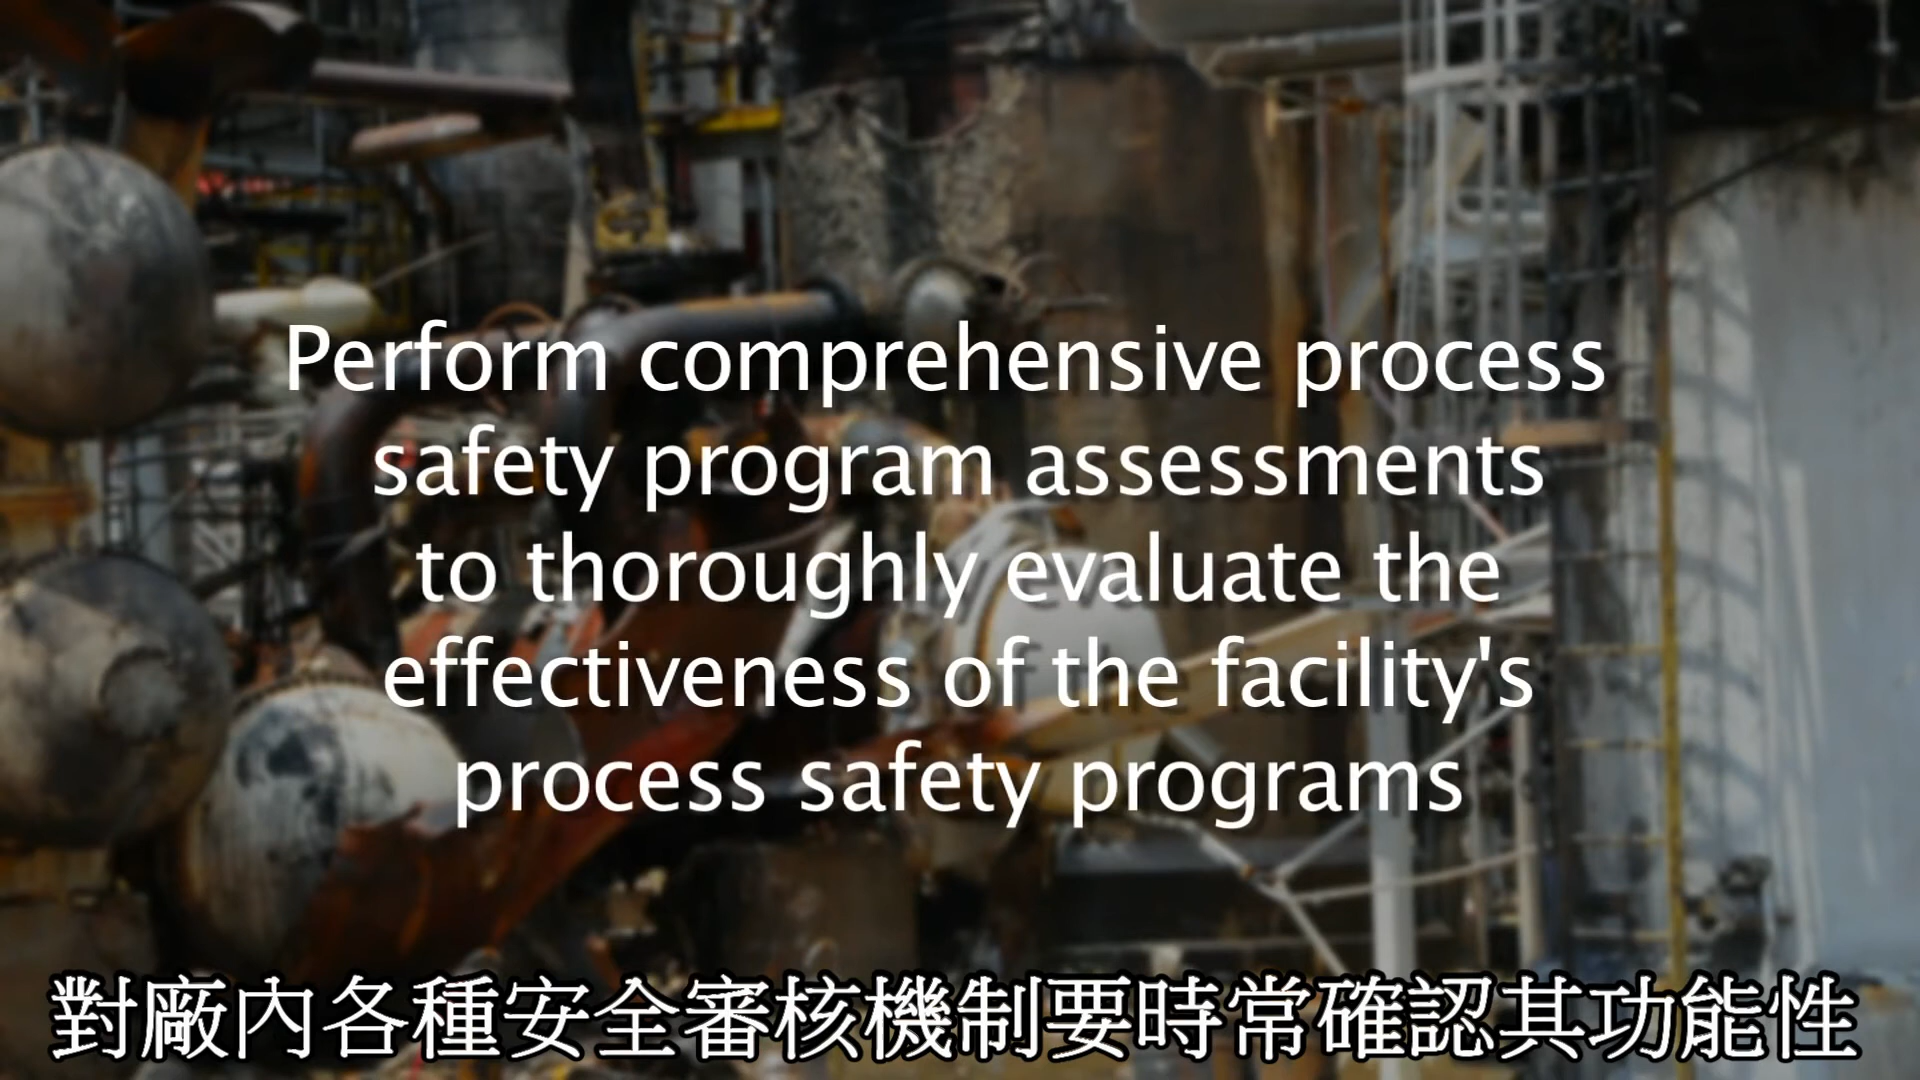 Perform comprehensive process
safety program assessments
to thoroughly evaluate the
effectiveness of the facility's
process safety programs
對廠內各種安全審核機制要時常確認其功能性